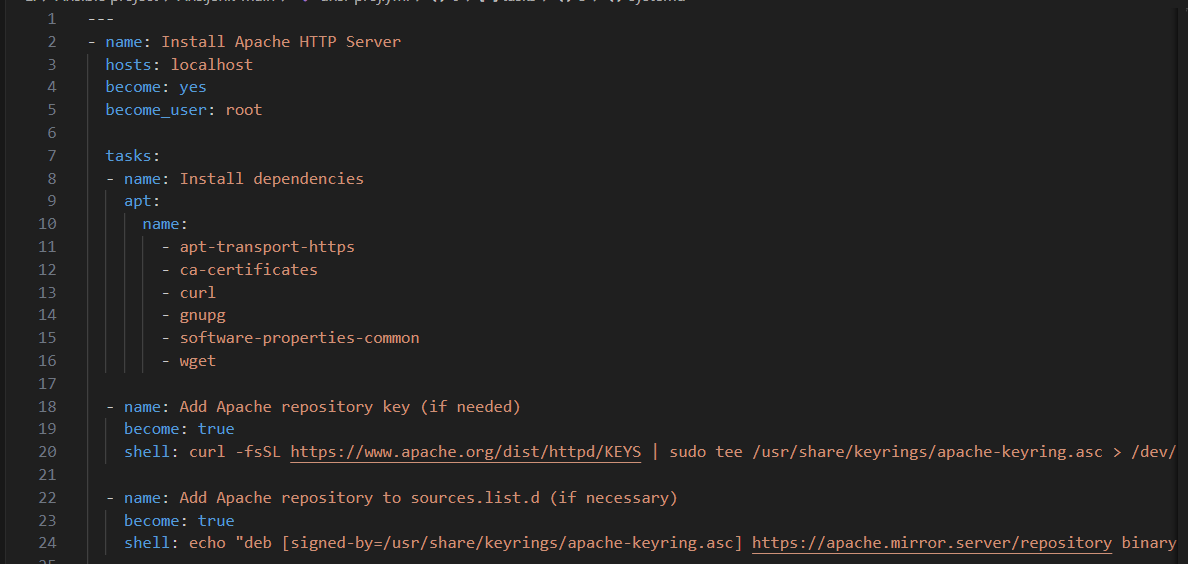 1 ---
2 - name: Install Apache HTTP Server
3 hosts: localhost
4 become: yes
5 become_user: root
6
7 tasks:
8 - name: Install dependencies
9 apt:
10 name:
11 - apt-transport-https
12 - ca-certificates
13 - curl
14 - gnupg
15 - software-properties-common
16 - wget
17
18 - name: Add Apache repository key (if needed)
19 become: true
20 shell: curl -fsSL https://www.apache.org/dist/httpd/KEYS | sudo tee /usr/share/keyrings/apache-keyring.asc > /dev/
21
22 - name: Add Apache repository to sources.list.d (if necessary)
23 become: true
24 shell: echo "deb [signed-by=/usr/share/keyrings/apache-keyring.asc] https://apache.mirror.server/repository binary